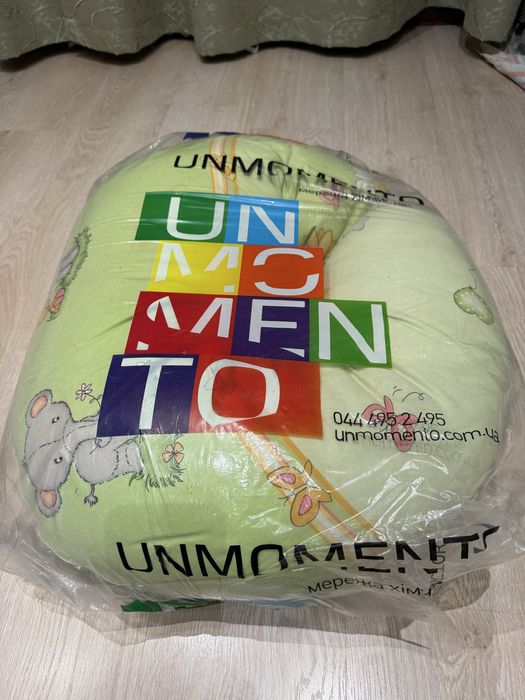 UNMOMENTO
UN
MO
MEN
TO
044 495 2 495
unmomento.com.ua
UNMOMENTO
мережа хім